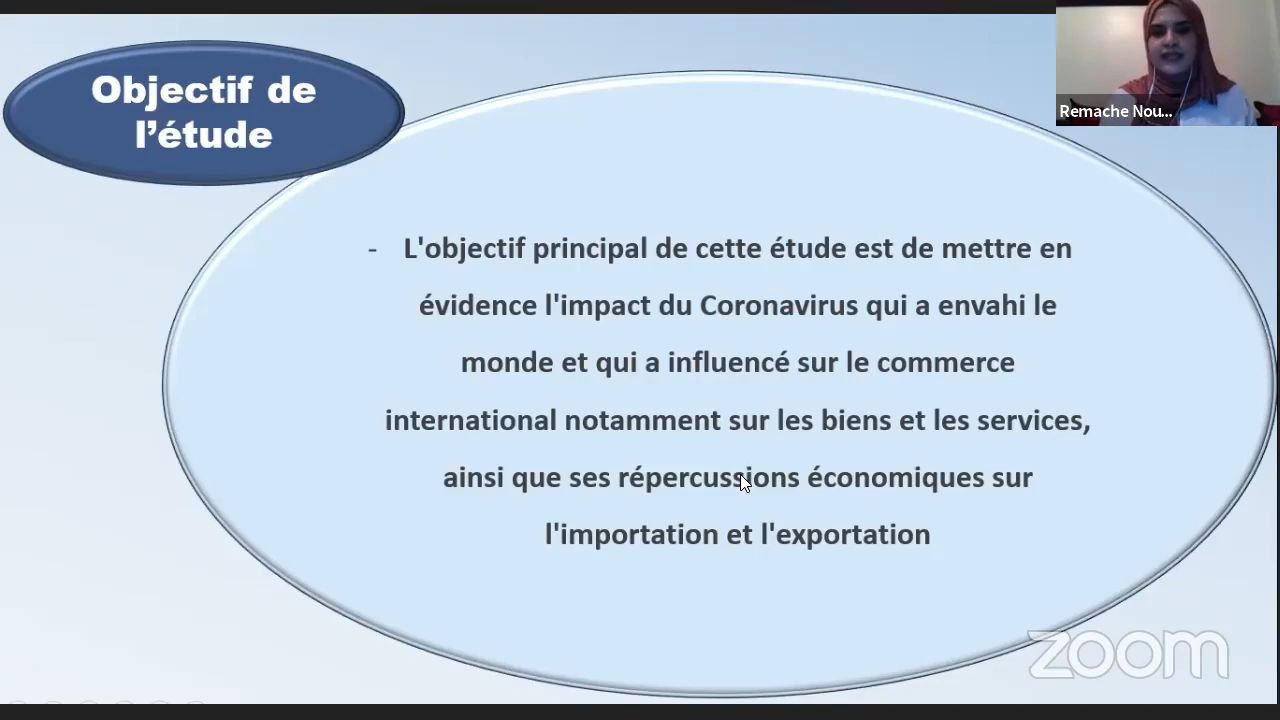 Objectif de
l’étude
Remache Nou...
- L'objectif principal de cette étude est de mettre en
évidence l'impact du Coronavirus qui a envahi le
monde et qui a influencé sur le commerce
international notamment sur les biens et les services,
ainsi que ses répercussions économiques sur
l'importation et l'exportation
zoom